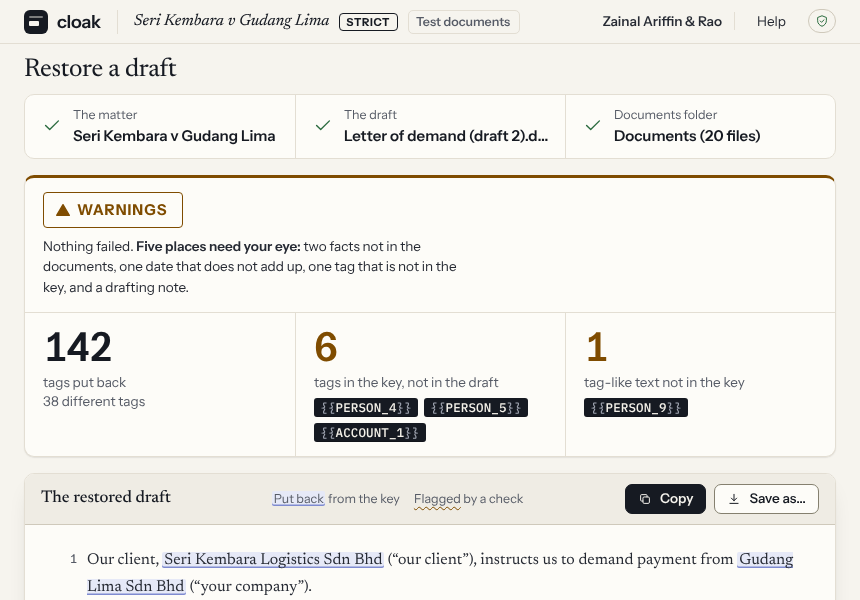 cloak
Seri Kembara v Gudang Lima
STRICT
Test documents
Zainal Ariffin & Rao
Help
Restore a draft
The matter
Seri Kembara v Gudang Lima
The draft
Letter of demand (draft 2).d...
Documents folder
Documents (20 files)
WARNINGS
Nothing failed. Five places need your eye: two facts not in the
documents, one date that does not add up, one tag that is not in the
key, and a drafting note.
142
tags put back
38 different tags
6
tags in the key, not in the draft
{{PERSON_4}} {{PERSON_5}}
{{ACCOUNT_1}}
1
tag-like text not in the key
{{PERSON_9}}
The restored draft
Put back from the key
Flagged by a check
Copy
Save as...
1 Our client, Seri Kembara Logistics Sdn Bhd (“our client”), instructs us to demand payment from Gudang
Lima Sdn Bhd (“your company”).